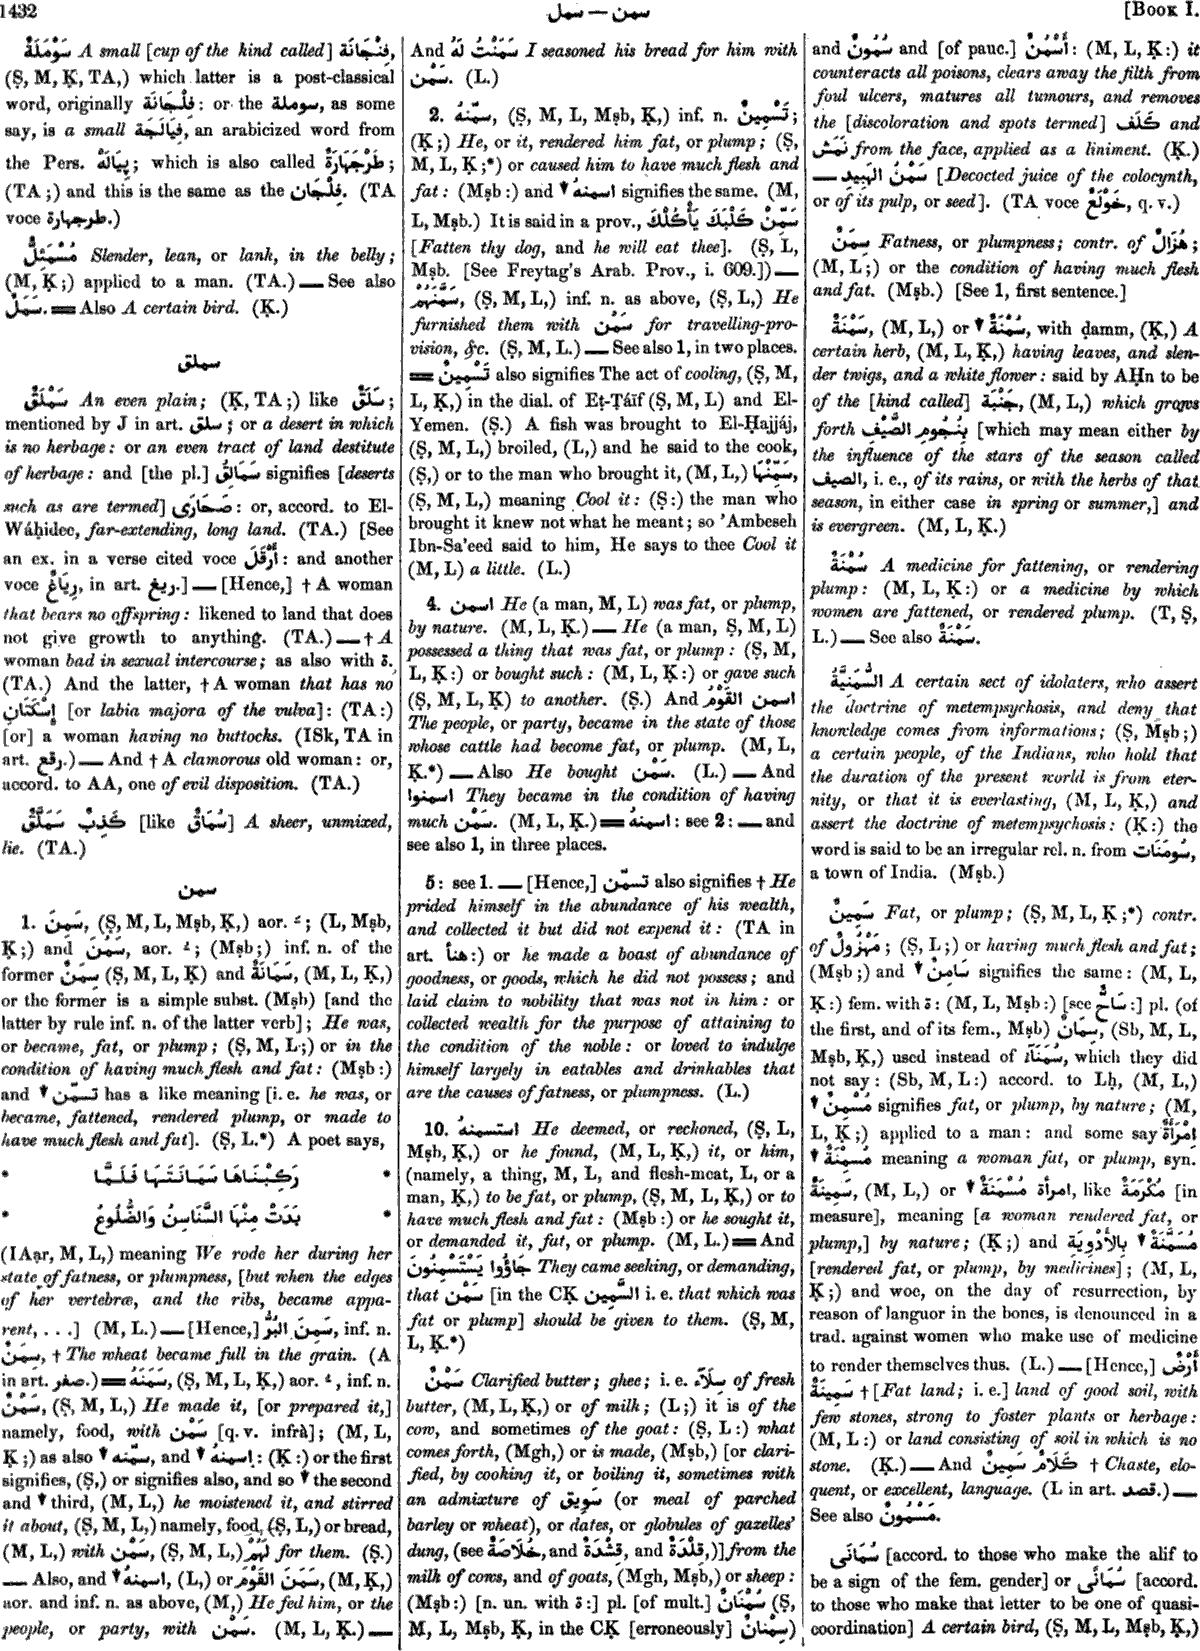 1432
سمن — سمل
[Book I.
سَوْمَلَةٌ A small [cup of the kind called] فِنْجَانَة,
(Ṣ, M, Ḳ, TA,) which latter is a post-classical
word, originally فِلْجَانَة: or the سوملة, as some
say, is a small فَيَالَجَة, an arabicized word from
the Pers. پِيَالَهْ; which is also called طَرْجَهَارَةٌ;
(TA;) and this is the same as the فِلْجَان. (TA
voce طرجهارة.)
مُسْمَئِلٌّ Slender, lean, or lank, in the belly;
(M, Ḳ;) applied to a man. (TA.) — See also
سَمَلٌ. = Also A certain bird. (Ḳ.)
سملق
سَمْلَقٌ An even plain; (Ḳ, TA;) like سَلَقٌ;
mentioned by J in art. سلق; or a desert in which
is no herbage: or an even tract of land destitute
of herbage: and [the pl.] سَمَالِقُ signifies [deserts
such as are termed] صَحَارَى: or, accord. to El-
Wáḥidee, far-extending, long land. (TA.) [See
an ex. in a verse cited voce أَرْقَلَ: and another
voce رِيَاغٌ, in art. ريغ.] — [Hence,] † A woman
that bears no offspring: likened to land that does
not give growth to anything. (TA.) — † A
woman bad in sexual intercourse; as also with ة.
(TA.) And the latter, † A woman that has no
إِسْكَتَانِ [or labia majora of the vulva]: (TA:)
[or] a woman having no buttocks. (ISk, TA in
art. رقع.) — And † A clamorous old woman: or,
accord. to AA, one of evil disposition. (TA.)
كَذِبٌ سَمَلَّقٌ [like سُمَاقٌ] A sheer, unmixed,
lie. (TA.)
سمن
1. سَمِنَ, (Ṣ, M, L, Mṣb, Ḳ,) aor. ـَ; (L, Mṣb,
Ḳ;) and سَمُنَ, aor. ـُ; (Mṣb;) inf. n. of the
former سِمَنٌ (Ṣ, M, L, Ḳ) and سَمَانَةٌ, (M, L, Ḳ,)
or the former is a simple subst. (Mṣb) [and the
latter by rule inf. n. of the latter verb]; He was,
or became, fat, or plump; (Ṣ, M, L;) or in the
condition of having much flesh and fat: (Mṣb:)
and ▼ تسمّن has a like meaning [i. e. he was, or
became, fattened, rendered plump, or made to
have much flesh and fat]. (Ṣ, L.*) A poet says,
* رَكِبْنَاهَا سَمَانَتَهَا فَلَمَّا *
* بَدَتْ مِنْهَا السَّنَاسِنُ وَالضُّلُوعُ *
(IAạr, M, L,) meaning We rode her during her
state of fatness, or plumpness, [but when the edges
of her vertebræ, and the ribs, became appa-
rent, . . .] (M, L.) — [Hence,] سَمِنَ البُرُّ, inf. n.
سِمَنٌ, † The wheat became full in the grain. (A
in art. صفر.) = سَمَنَهُ, (Ṣ, M, L, Ḳ,) aor. ـُ, inf. n.
سَمْنٌ, (Ṣ, M, L,) He made it, [or prepared it,]
namely, food, with سَمْن [q. v. infrà]; (M, L,
Ḳ;) as also ▼ سمّنه, and ▼ اسمنهُ: (Ḳ:) or the first
signifies, (Ṣ,) or signifies also, and so ▼ the second
and ▼ third, (M, L,) he moistened it, and stirred
it about, (Ṣ, M, L,) namely, food, (Ṣ, L,) or bread,
(M, L,) with سَمْن, (Ṣ, M, L,) لَهُمْ for them. (Ṣ.)
— Also, and ▼ اسمنه, (L,) or سَمَنَ القَوْمَ, (M, Ḳ,)
aor. and inf. n. as above, (M,) He fed him, or the
people, or party, with سَمْن. (M, L, Ḳ.) —
And سَمَنْتُ لَهُ I seasoned his bread for him with
سَمْن. (L.)
2. سمّنهُ, (Ṣ, M, L, Mṣb, Ḳ,) inf. n. تَسْمِينٌ;
(Ḳ;) He, or it, rendered him fat, or plump; (Ṣ,
M, L, Ḳ;*) or caused him to have much flesh and
fat: (Mṣb:) and ▼ اسمنهُ signifies the same. (M,
L, Mṣb.) It is said in a prov., سَمِّنْ كَلْبَكَ يَأْكُلْكَ
[Fatten thy dog, and he will eat thee]. (Ṣ, L,
Mṣb. [See Freytag's Arab. Prov., i. 609.]) —
سَمَّنَهُمْ, (Ṣ, M, L,) inf. n. as above, (Ṣ, L,) He
furnished them with سَمْن for travelling-pro-
vision, &c. (Ṣ, M, L.) — See also 1, in two places.
= تَسْمِينٌ also signifies The act of cooling, (Ṣ, M,
L, Ḳ,) in the dial. of Eṭ-Ṭáïf (Ṣ, M, L) and El-
Yemen. (Ṣ.) A fish was brought to El-Ḥajjáj,
(Ṣ, M, L,) broiled, (L,) and he said to the cook,
(Ṣ,) or to the man who brought it, (M, L,) سَمِّنْهَا,
(Ṣ, M, L,) meaning Cool it: (Ṣ:) the man who
brought it knew not what he meant; so 'Ambeseh
Ibn-Sa'eed said to him, He says to thee Cool it
(M, L) a little. (L.)
4. اسمن He (a man, M, L) was fat, or plump,
by nature. (M, L, Ḳ.) — He (a man, Ṣ, M, L)
possessed a thing that was fat, or plump: (Ṣ, M,
L, Ḳ:) or bought such: (M, L, Ḳ:) or gave such
(Ṣ, M, L, Ḳ) to another. (Ṣ.) And اسمن القَوْمُ
The people, or party, became in the state of those
whose cattle had become fat, or plump. (M, L,
Ḳ.*) — Also He bought سَمْن. (L.) — And
اسمنوا They became in the condition of having
much سَمْن. (M, L, Ḳ.) = اسمنهُ: see 2: — and
see also 1, in three places.
5: see 1. — [Hence,] تسمّن also signifies † He
prided himself in the abundance of his wealth,
and collected it but did not expend it: (TA in
art. هنأ:) or he made a boast of abundance of
goodness, or goods, which he did not possess; and
laid claim to nobility that was not in him: or
collected wealth for the purpose of attaining to
the condition of the noble: or loved to indulge
himself largely in eatables and drinkables that
are the causes of fatness, or plumpness. (L.)
10. استسمنهُ He deemed, or reckoned, (Ṣ, L,
Mṣb, Ḳ,) or he found, (M, L, Ḳ,) it, or him,
(namely, a thing, M, L, and flesh-meat, L, or a
man, Ḳ,) to be fat, or plump, (Ṣ, M, L, Ḳ,) or to
have much flesh and fat: (Mṣb:) or he sought it,
or demanded it, fat, or plump. (M, L.) = And
جَاؤُوا يَسْتَسْمِنُونَ They came seeking, or demanding,
that سَمْن [in the CḲ السَّمِين i. e. that which was
fat or plump] should be given to them. (Ṣ, M,
L, Ḳ.*)
سَمْنٌ Clarified butter; ghee; i. e. سِلَآء of fresh
butter, (M, L, Ḳ,) or of milk; (L;) it is of the
cow, and sometimes of the goat: (Ṣ, L:) what
comes forth, (Mgh,) or is made, (Mṣb,) [or clari-
fied, by cooking it, or boiling it, sometimes with
an admixture of سَوِيق (or meal of parched
barley or wheat), or dates, or globules of gazelles'
dung, (see خُلَاصَةٌ, and قِشْدَةٌ, and قِلْدَةٌ,)] from the
milk of cows, and of goats, (Mgh, Mṣb,) or sheep:
(Mṣb:) [n. un. with ة:] pl. [of mult.] سُمْنَانٌ (Ṣ,
M, L, Mṣb, Ḳ, in the CḲ [erroneously] سِمْنَانٌ)
and سُمُونٌ and [of pauc.] أَسْمُنٌ: (M, L, Ḳ:) it
counteracts all poisons, clears away the filth from
foul ulcers, matures all tumours, and removes
the [discoloration and spots termed] كَلَف and
نَمَش from the face, applied as a liniment. (Ḳ.)
— سَمْنُ الهَبِيدِ [Decocted juice of the colocynth,
or of its pulp, or seed]. (TA voce خَوْلَعٌ, q. v.)
سِمَنٌ Fatness, or plumpness; contr. of هُزَالٌ;
(M, L;) or the condition of having much flesh
and fat. (Mṣb.) [See 1, first sentence.]
سَمْنَةٌ, (M, L,) or ▼ سُمْنَةٌ, with ḍamm, (Ḳ,) A
certain herb, (M, L, Ḳ,) having leaves, and slen-
der twigs, and a white flower: said by AḤn to be
of the [kind called] جَنْبَة, (M, L,) which grows
forth بِنُجُومِ الصَّيْفِ [which may mean either by
the influence of the stars of the season called
الصيف, i. e., of its rains, or with the herbs of that
season, in either case in spring or summer,] and
is evergreen. (M, L, Ḳ.)
سُمْنَةٌ A medicine for fattening, or rendering
plump: (M, L, Ḳ:) or a medicine by which
women are fattened, or rendered plump. (T, Ṣ,
L.) — See also سَمْنَةٌ.
السُّمَنِيَّةُ A certain sect of idolaters, who assert
the doctrine of metempsychosis, and deny that
knowledge comes from informations; (Ṣ, Mṣb;)
a certain people, of the Indians, who hold that
the duration of the present world is from eter-
nity, or that it is everlasting, (M, L, Ḳ,) and
assert the doctrine of metempsychosis: (Ḳ:) the
word is said to be an irregular rel. n. from سُومَنَات,
a town of India. (Mṣb.)
سَمِينٌ Fat, or plump; (Ṣ, M, L, Ḳ;*) contr.
of مَهْزُولٌ; (Ṣ, L;) or having much flesh and fat;
(Mṣb;) and ▼ سَامِنٌ signifies the same: (M, L,
Ḳ:) fem. with ة: (M, L, Mṣb:) [see سَاحٌّ:] pl. (of
the first, and of its fem., Mṣb) سِمَانٌ, (Sb, M, L,
Mṣb, Ḳ,) used instead of سُمَنَآءُ, which they did
not say: (Sb, M, L:) accord. to Lḥ, (M, L,)
▼ مُسْمِنٌ signifies fat, or plump, by nature; (M,
L, Ḳ;) applied to a man: and some say اِمْرَأَةٌ
▼ مُسْمِنَةٌ meaning a woman fat, or plump, syn.
سَمِينَةٌ, (M, L,) or ▼ امرأة مُسْمَنَةٌ, like مُكْرَمَةٌ [in
measure], meaning [a woman rendered fat, or
plump,] by nature; (Ḳ;) and ▼ مُسَمَّنَةٌ بِالأَدْوِيَةِ
[rendered fat, or plump, by medicines]; (M, L,
Ḳ;) and woe, on the day of resurrection, by
reason of languor in the bones, is denounced in a
trad. against women who make use of medicine
to render themselves thus. (L.) — [Hence,] أَرْضٌ
سَمِينَةٌ † [Fat land; i. e.] land of good soil, with
few stones, strong to foster plants or herbage:
(M, L:) or land consisting of soil in which is no
stone. (Ḳ.) — And كَلَامٌ سَمِينٌ † Chaste, elo-
quent, or excellent, language. (L in art. قصد.) —
See also مَسْمُونٌ.
سُمَانَى [accord. to those who make the alif to
be a sign of the fem. gender] or سُمَانًى [accord.
to those who make that letter to be one of quasi-
coordination] A certain bird, (Ṣ, M, L, Mṣb, Ḳ,)